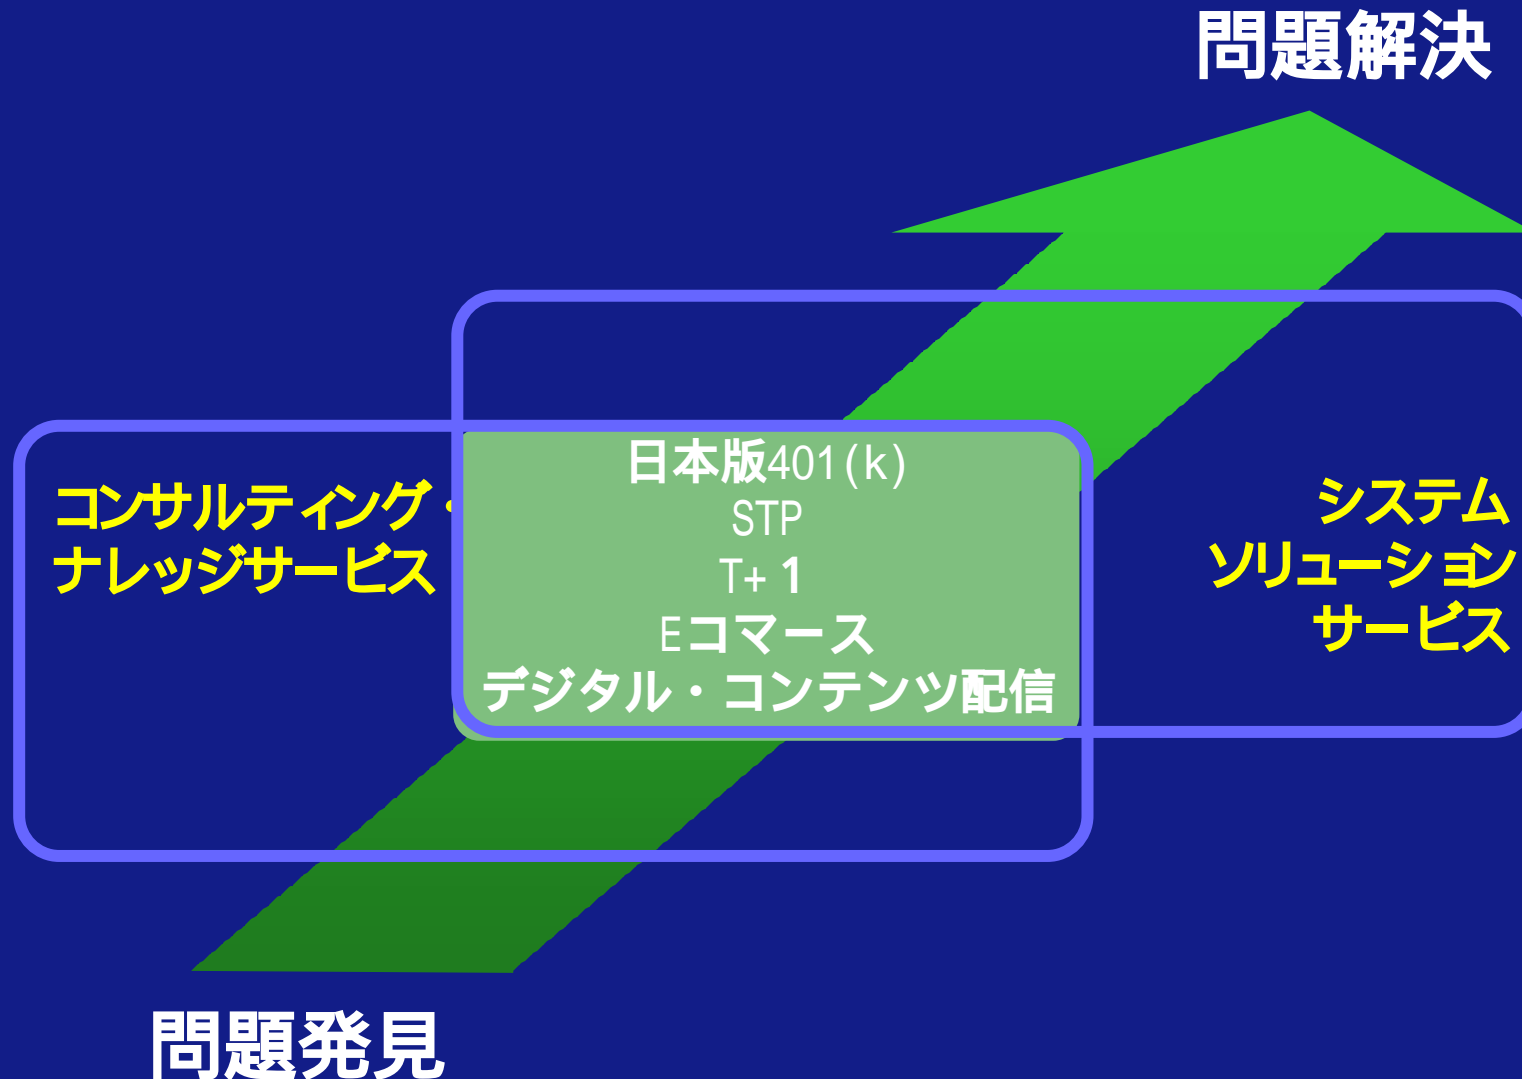 問題解決
コンサルティング・
ナレッジサービス
日本版401(k)
STP
T+1
Eコマース
デジタル・コンテンツ配信
システム
ソリューション
サービス
問題発見